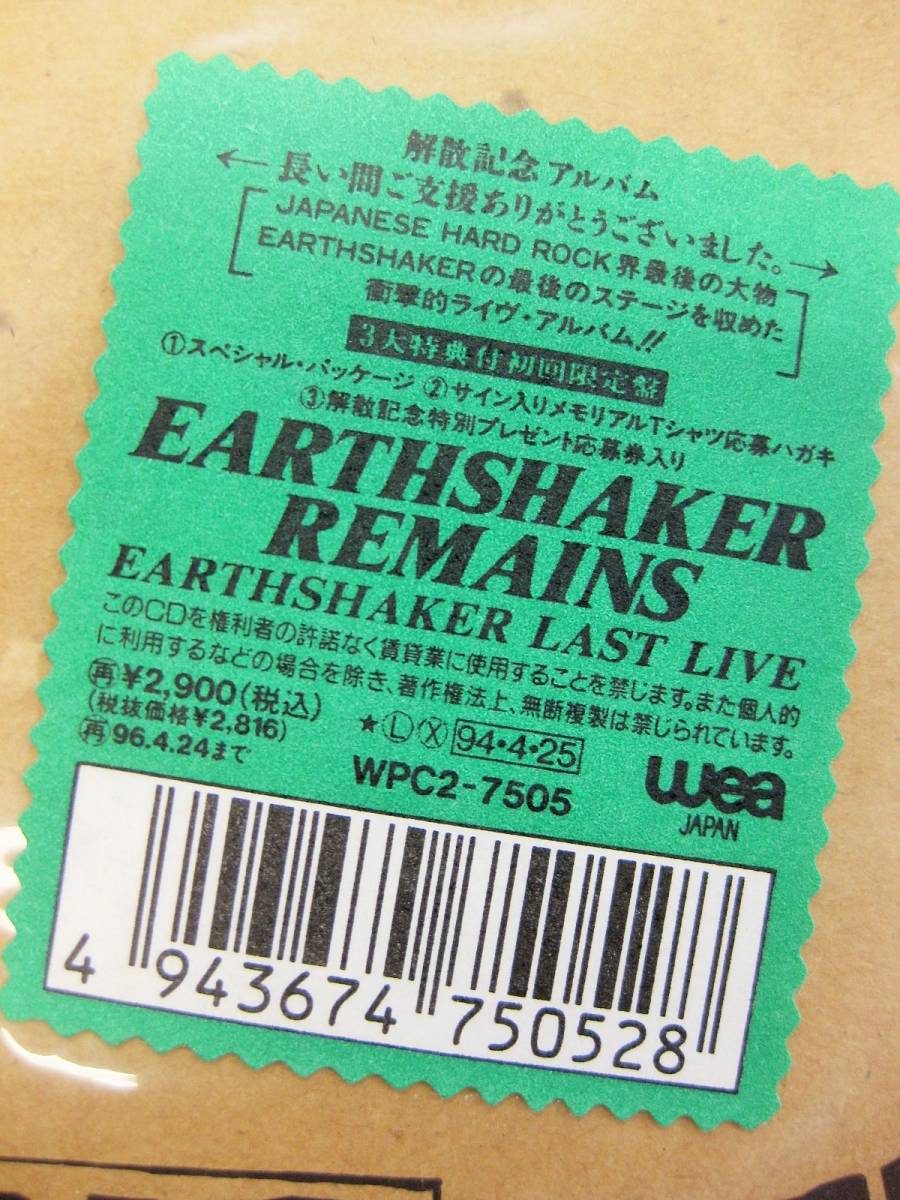 解散記念アルバム
←長い間ご支援ありがとうございました。→
JAPANESE HARD ROCK界最後の大物
EARTHSHAKERの最後のステージを収めた
衝撃的ライヴ・アルバム!!
3大特典付初回限定盤
①スペシャル・パッケージ ②サイン入りメモリアルTシャツ応募ハガキ
③解散記念特別プレゼント応募券入り
EARTHSHAKER
REMAINS
EARTHSHAKER LAST LIVE
このCDを権利者の許諾なく賃貸業に使用することを禁じます。また個人的
に利用するなどの場合を除き、著作権法上、無断複製は禁じられています。
再 ¥2,900(税込)
(税抜価格¥2,816)
再 96.4.24まで
★ Ⓛ Ⓧ 94・4・25
WPC2-7505
wea
JAPAN
4 943674 750528